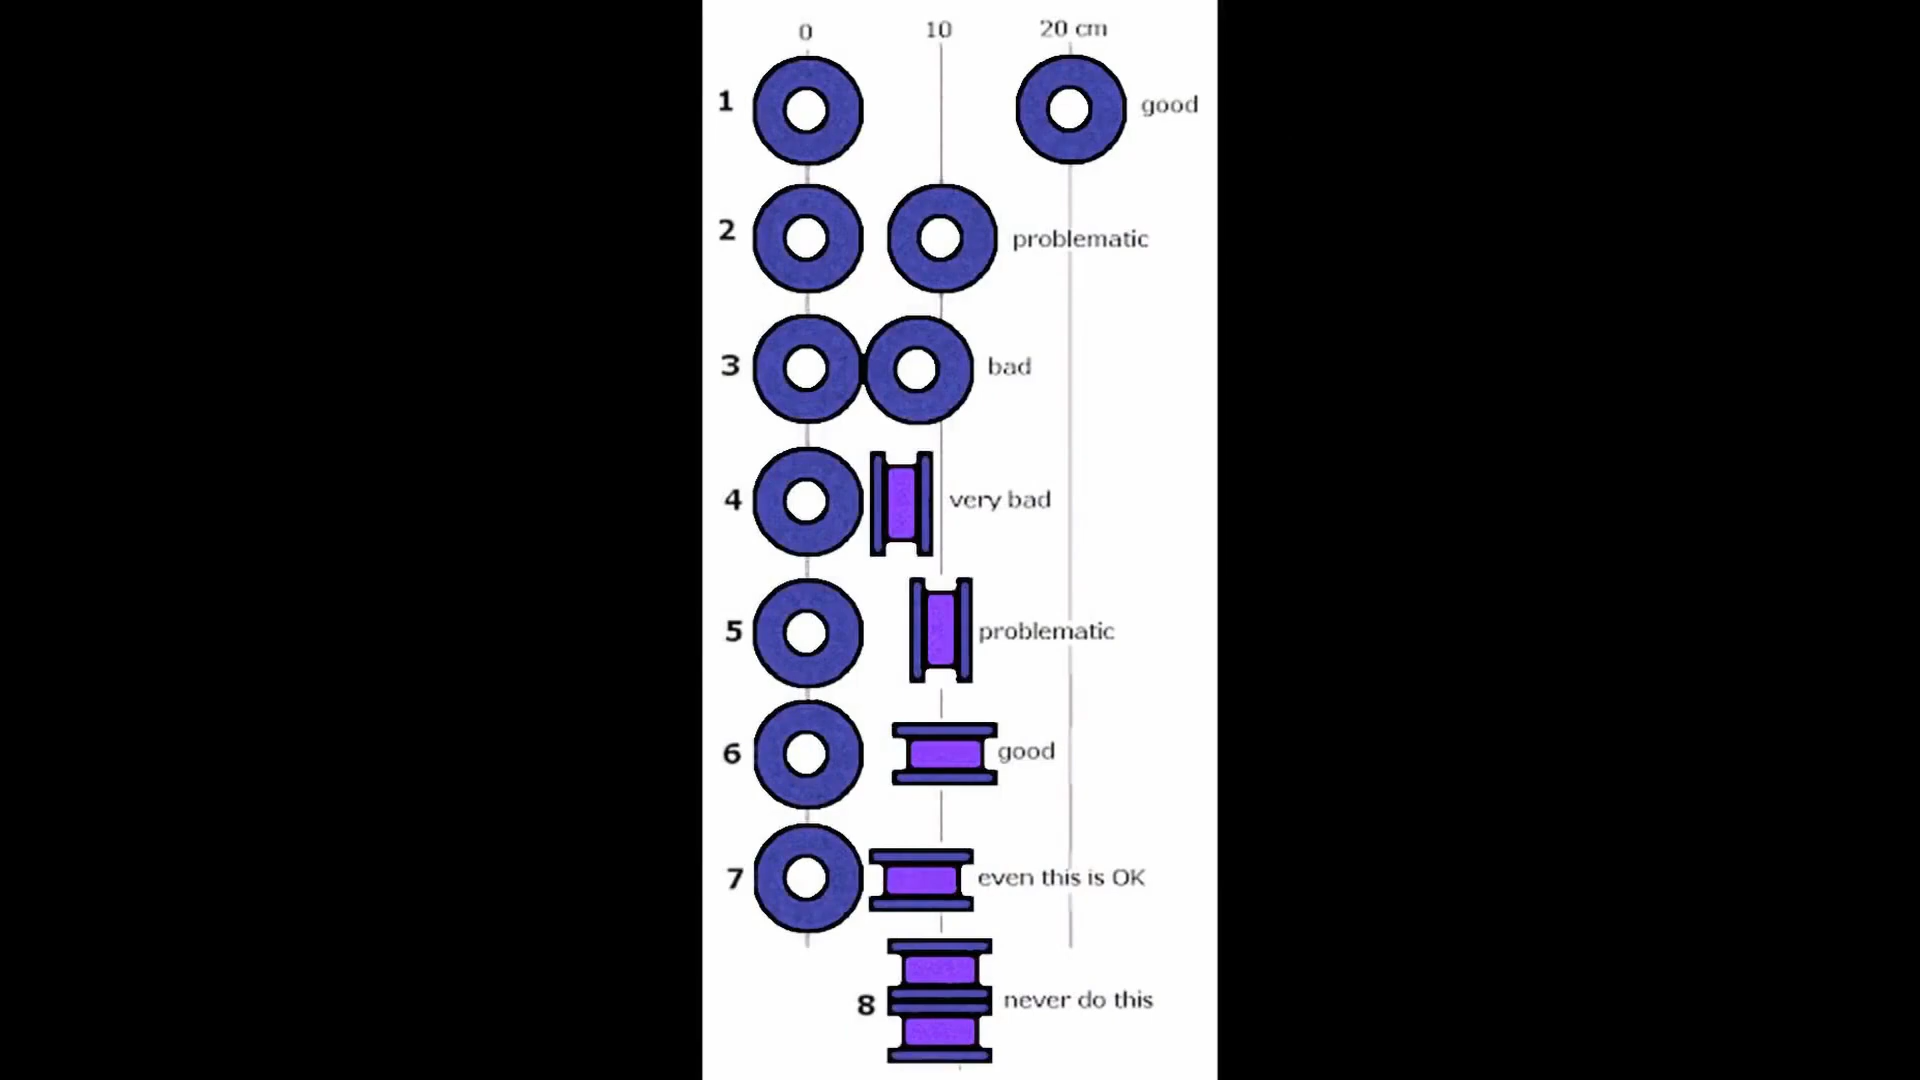 0 10 20 cm
1 good
2 problematic
3 bad
4 very bad
5 problematic
6 good
7 even this is OK
8 never do this